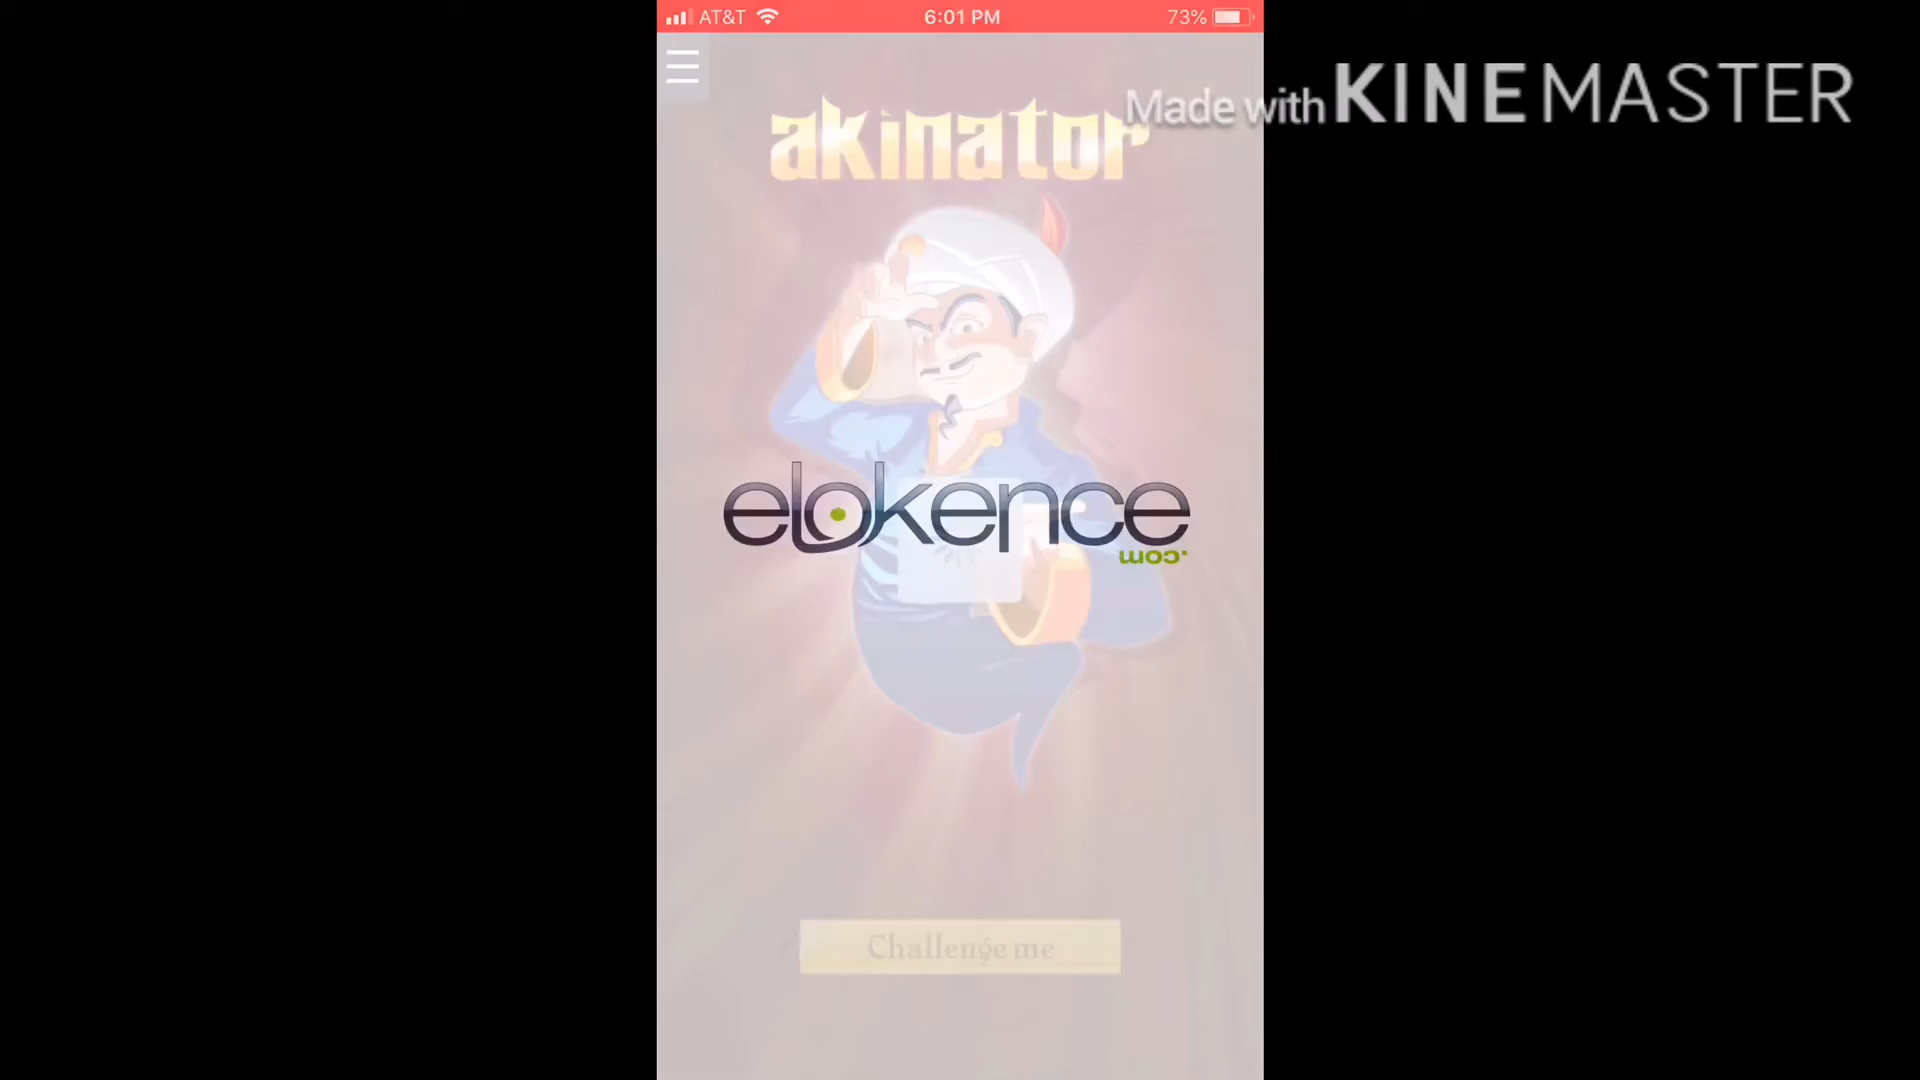 AT&T 6:01 PM 73%
Made with KINEMASTER
akinator
elokence
.com
Challenge me